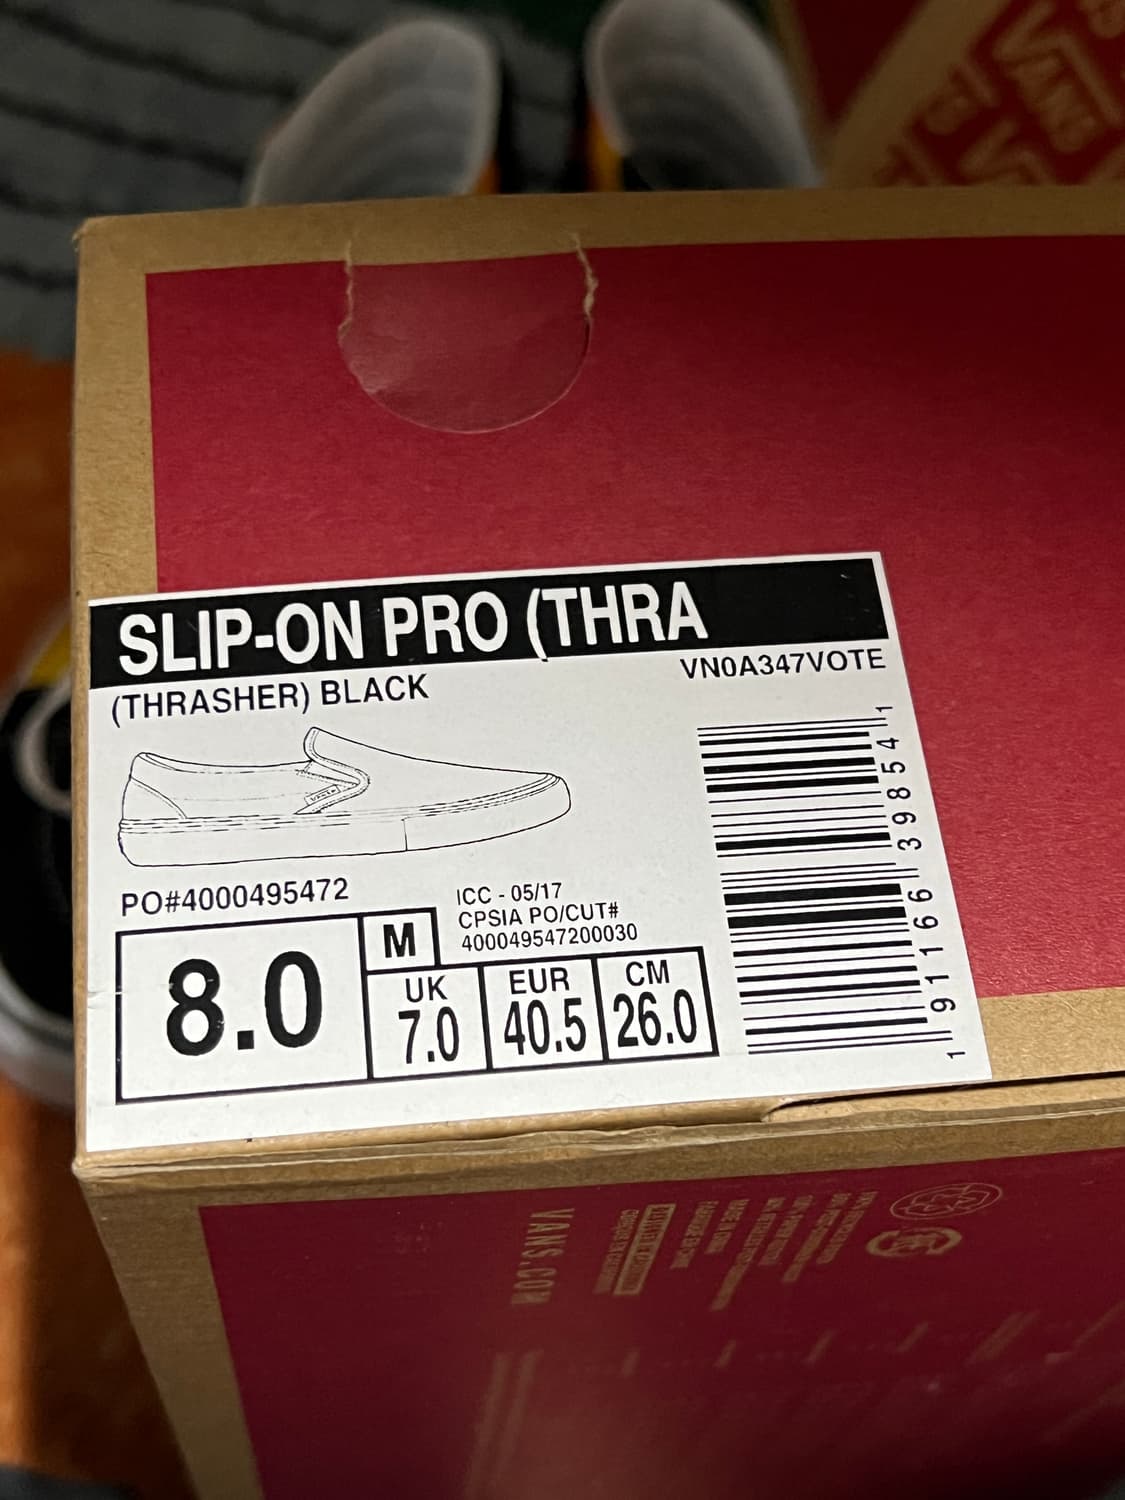 VANS
SLIP-ON PRO (THRA
(THRASHER) BLACK
VN0A347VOTE
PO#4000495472
ICC - 05/17
CPSIA PO/CUT#
400049547200030
8.0
M
UK
7.0
EUR
40.5
CM
26.0
1 91166 39854 1
VANS.COM